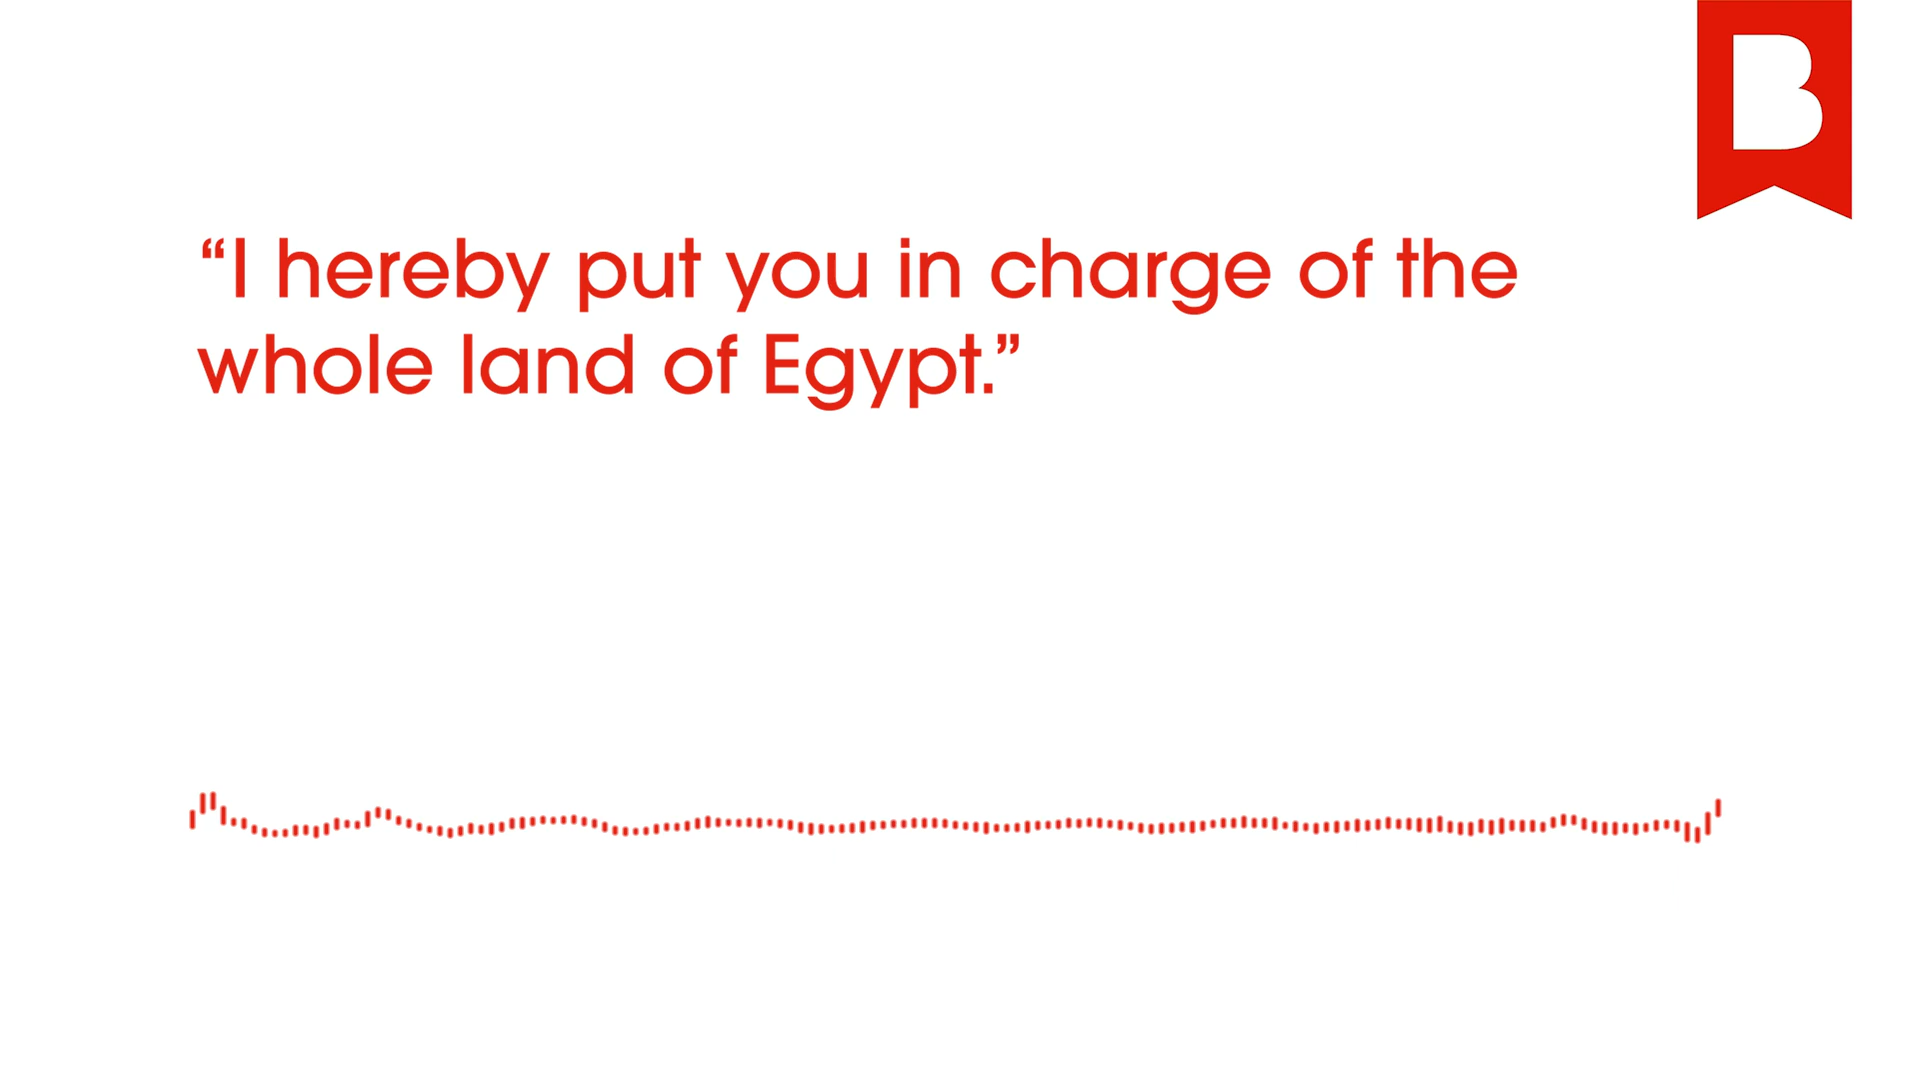 B
“I hereby put you in charge of the
whole land of Egypt.”